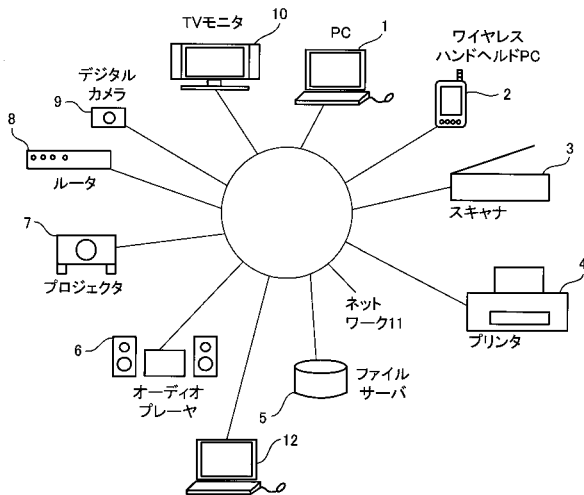 TVモニタ
10
PC
1
ワイヤレス
ハンドヘルドPC
2
デジタル
カメラ
9
8
ルータ
3
スキャナ
7
プロジェクタ
4
プリンタ
ネット
ワーク11
6
オーディオ
プレーヤ
5
ファイル
サーバ
12